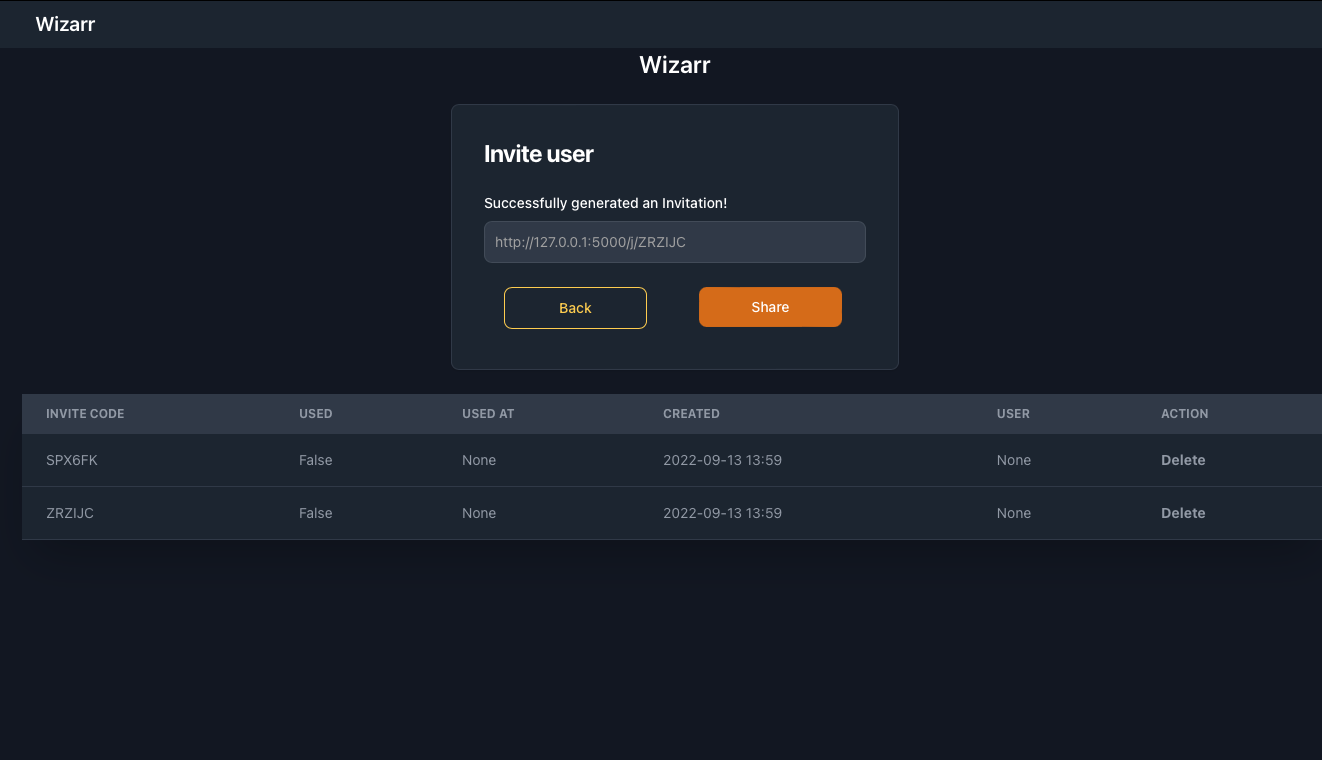 Wizarr
Wizarr
Invite user
Successfully generated an Invitation!
http://127.0.0.1:5000/j/ZRZIJC
Back Share
INVITE CODE USED USED AT CREATED USER ACTION
SPX6FK False None 2022-09-13 13:59 None Delete
ZRZIJC False None 2022-09-13 13:59 None Delete